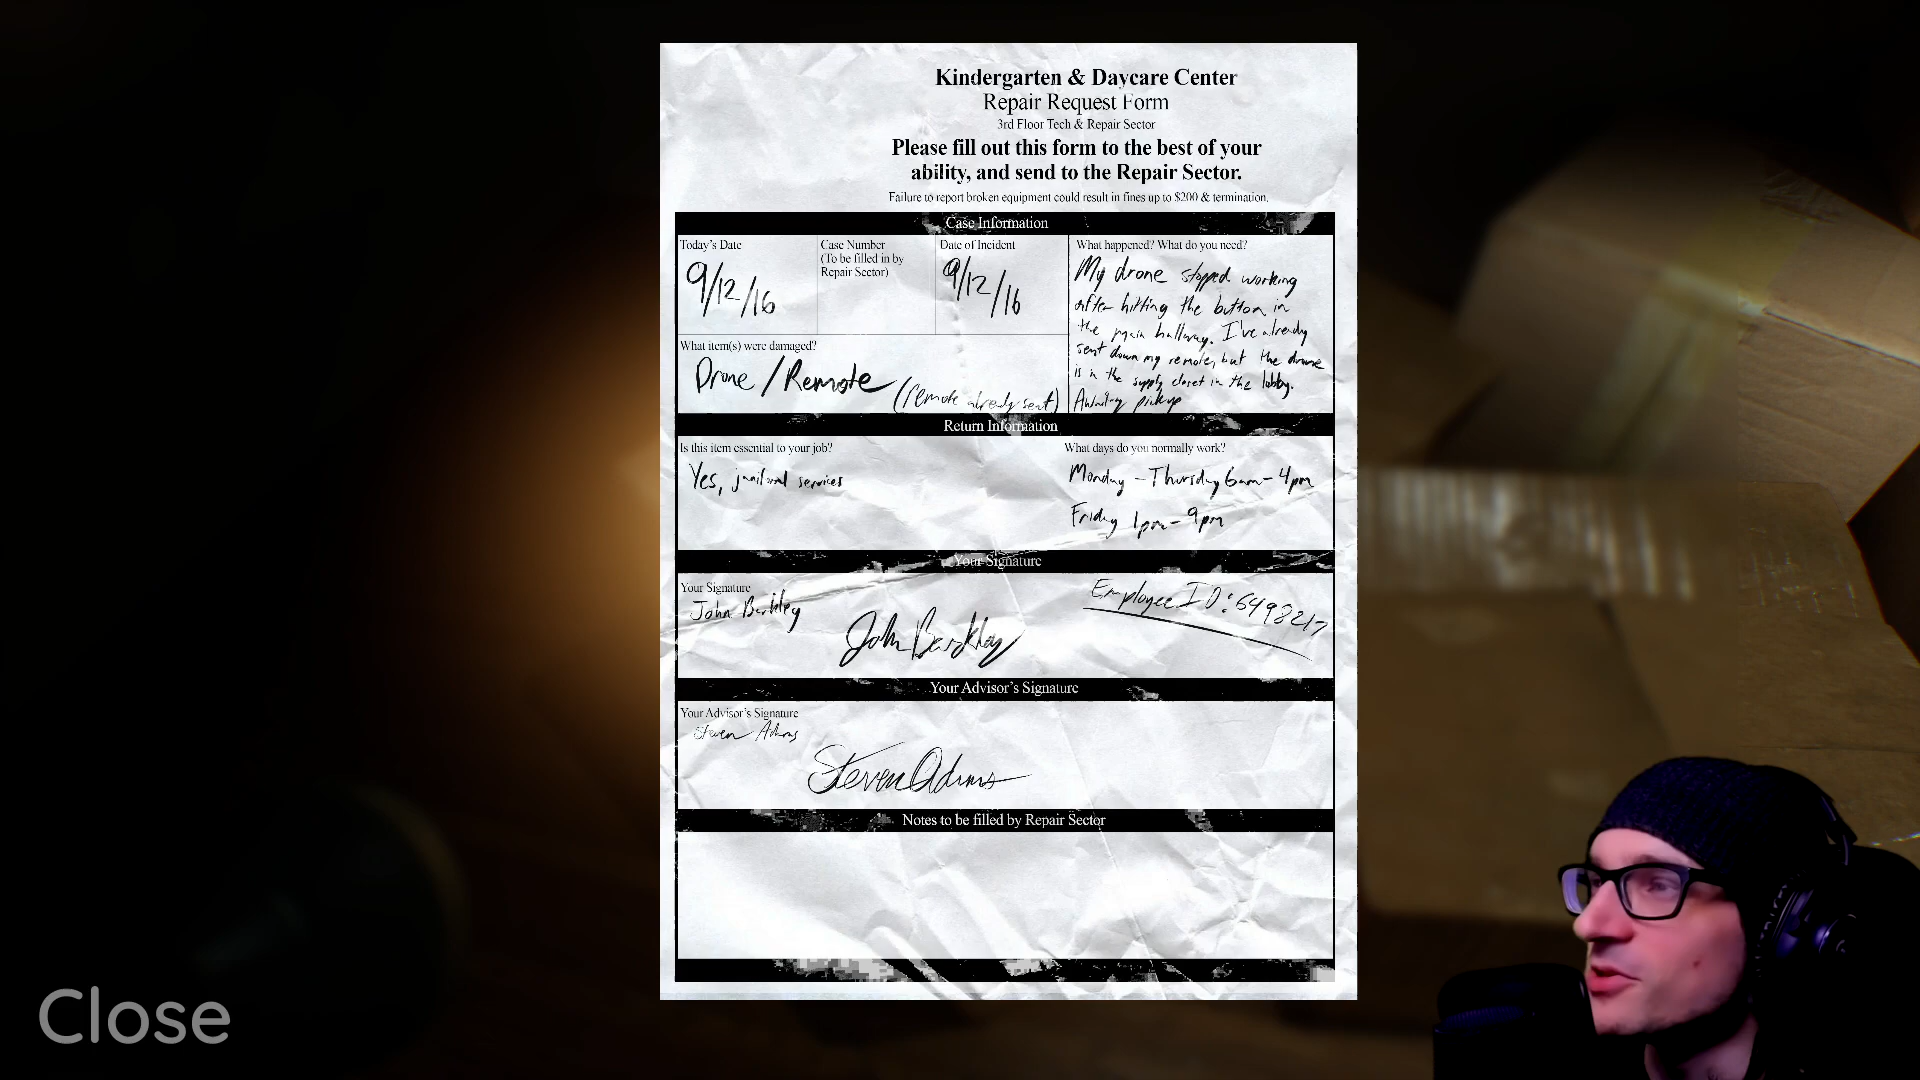 Kindergarten & Daycare Center
Repair Request Form
3rd Floor Tech & Repair Sector
Please fill out this form to the best of your
ability, and send to the Repair Sector.
Failure to report broken equipment could result in fines up to $200 & termination.
Case Information
Today's Date
9/12/16
Case Number
(To be filled in by
Repair Sector)
Date of Incident
9/12/16
What happened? What do you need?
My drone stopped working
after hitting the button in
the main hallway. I've already
sent down my remote, but the drone
is in the supply closet in the lobby.
Awaiting pickup
What item(s) were damaged?
Drone / Remote (remote already sent)
Return Information
Is this item essential to your job?
Yes, janitorial services
What days do you normally work?
Monday - Thursday 6am - 4pm
Friday 1pm - 9pm
Your Signature
Your Signature
John Barkley
John Barkley
Employee ID: 6498217
Your Advisor's Signature
Your Advisor's Signature
Steven Adams
Steven Adams
Notes to be filled by Repair Sector
Close